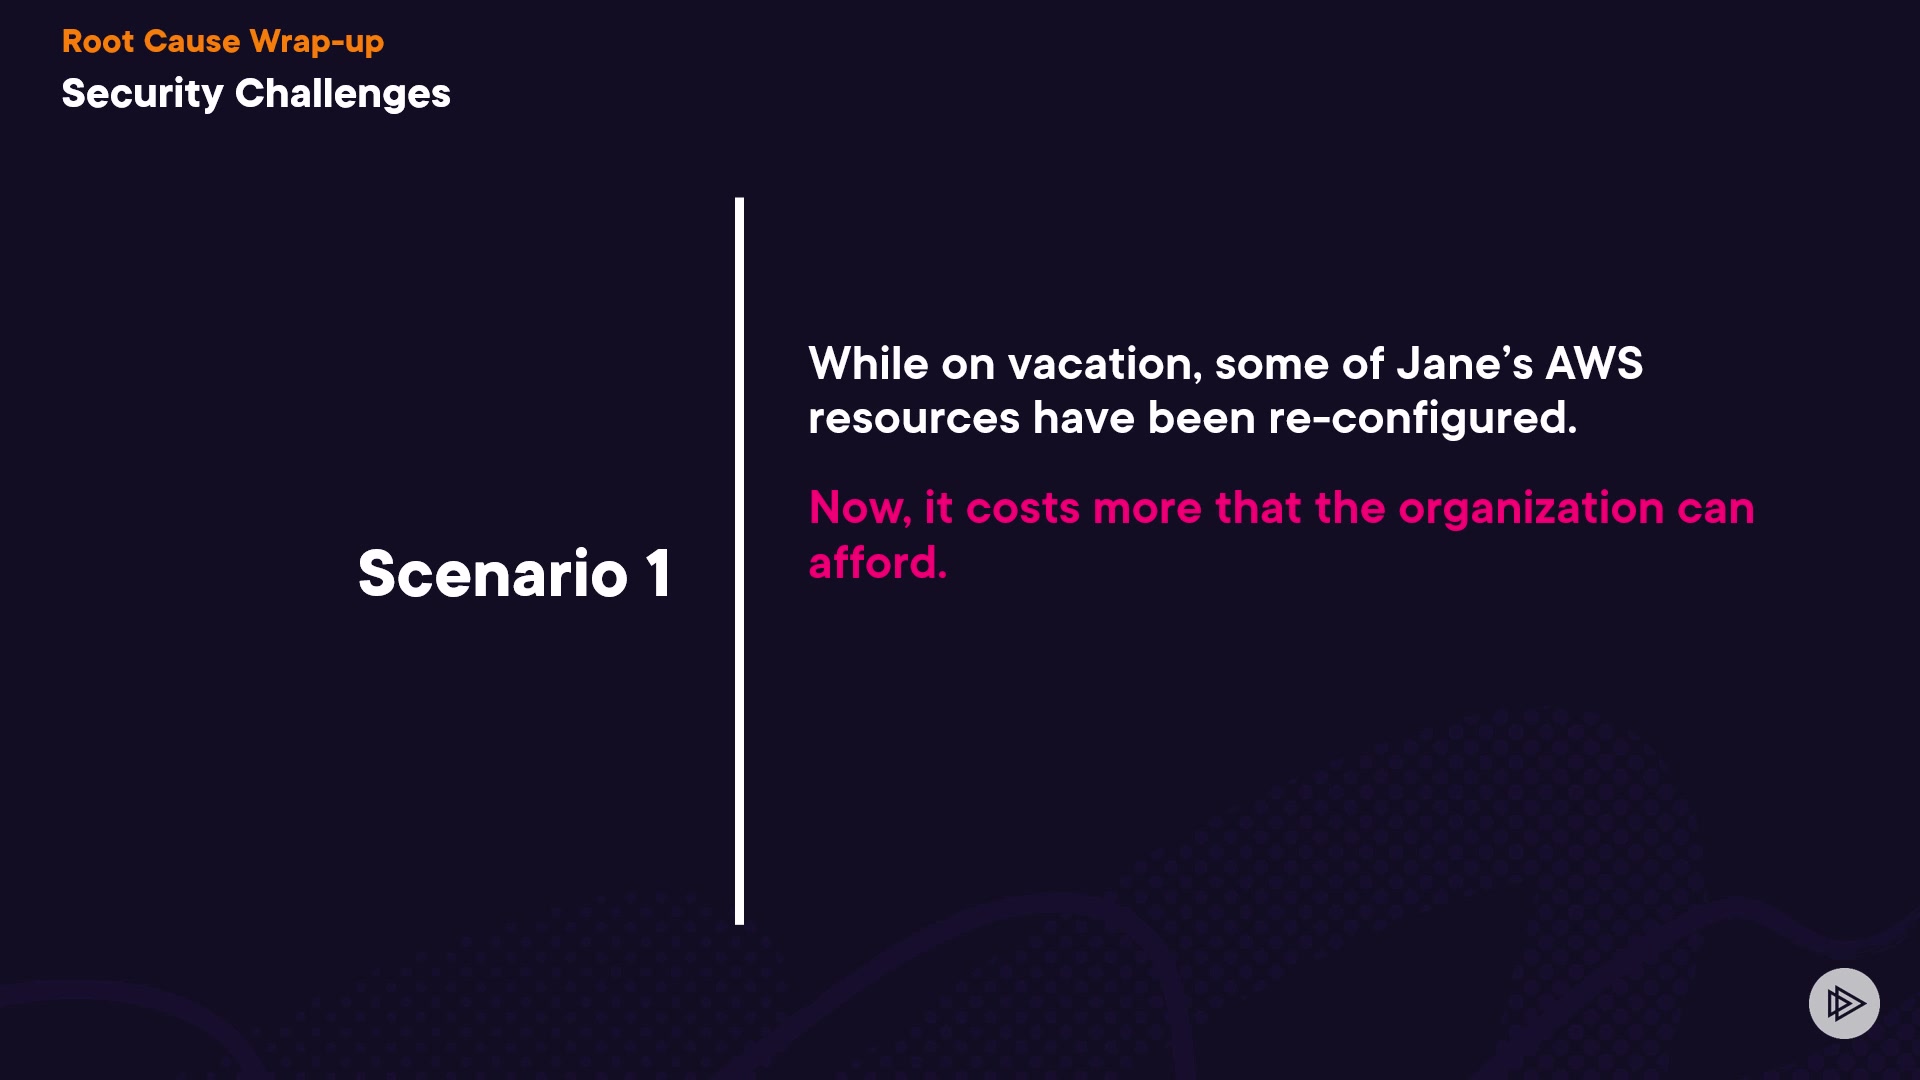 Root Cause Wrap-up
Security Challenges
Scenario 1
While on vacation, some of Jane’s AWS
resources have been re-configured.
Now, it costs more that the organization can
afford.